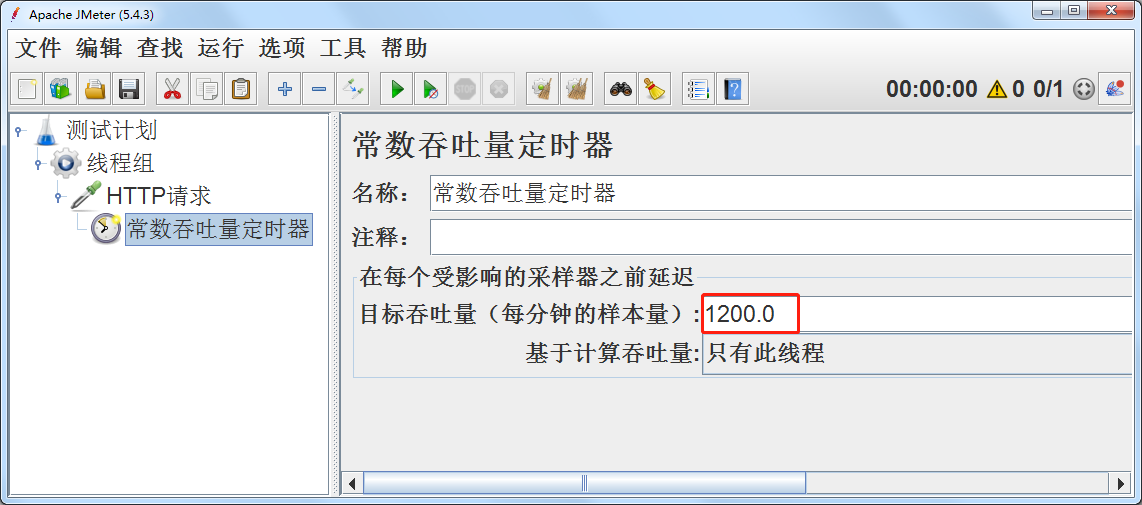 Apache JMeter (5.4.3)
文件 编辑 查找 运行 选项 工具 帮助
STOP
00:00:00 0 0/1
测试计划
线程组
HTTP请求
常数吞吐量定时器
常数吞吐量定时器
名称： 常数吞吐量定时器
注释：
在每个受影响的采样器之前延迟
目标吞吐量（每分钟的样本量）: 1200.0
基于计算吞吐量: 只有此线程